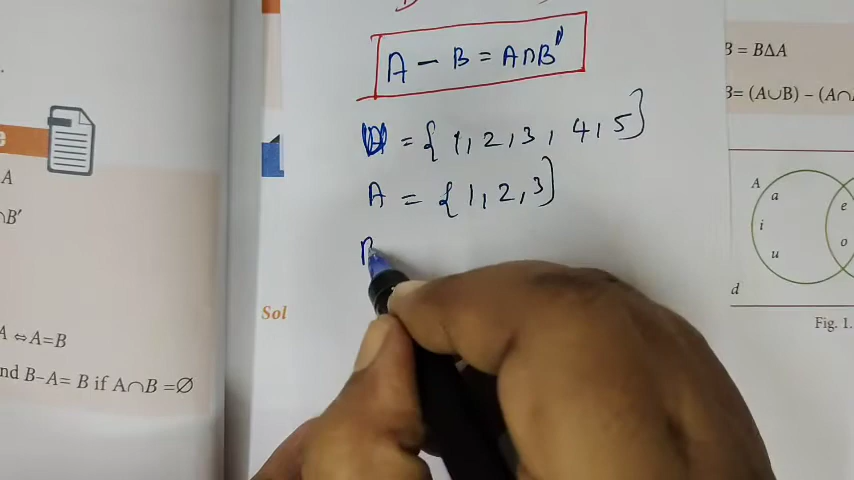 A - B = A∩B'
U = {1, 2, 3, 4, 5}
A = {1, 2, 3}
B
Sol
e
A
∩B'
A ⇔ A=B
nd B–A= B if A∩B =∅
B = BΔA
B= (A∪B) – (A∩
A
a
e
i
o
u
d
Fig. 1.